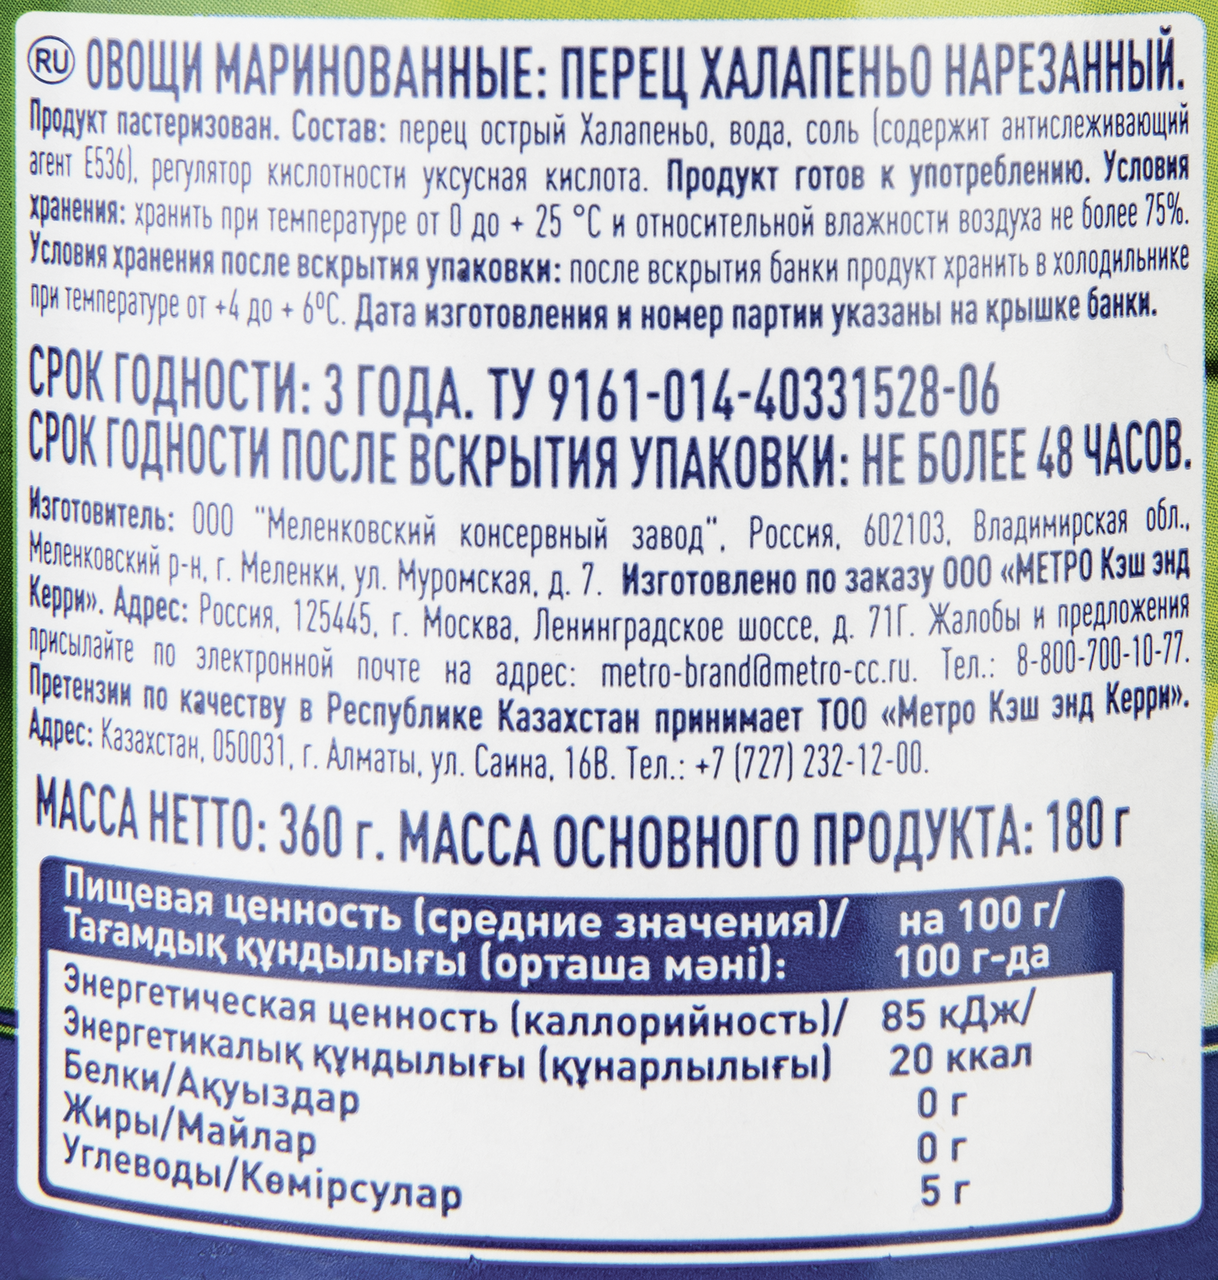 RU ОВОЩИ МАРИНОВАННЫЕ: ПЕРЕЦ ХАЛАПЕНЬО НАРЕЗАННЫЙ.
Продукт пастеризован. Состав: перец острый Халапеньо, вода, соль (содержит антислеживающий
агент Е536), регулятор кислотности уксусная кислота. Продукт готов к употреблению. Условия
хранения: хранить при температуре от 0 до + 25 °С и относительной влажности воздуха не более 75%.
Условия хранения после вскрытия упаковки: после вскрытия банки продукт хранить в холодильнике
при температуре от +4 до + 6°С. Дата изготовления и номер партии указаны на крышке банки.
СРОК ГОДНОСТИ: 3 ГОДА. ТУ 9161-014-40331528-06
СРОК ГОДНОСТИ ПОСЛЕ ВСКРЫТИЯ УПАКОВКИ: НЕ БОЛЕЕ 48 ЧАСОВ.
Изготовитель: ООО "Меленковский консервный завод", Россия, 602103, Владимирская обл.,
Меленковский р-н, г. Меленки, ул. Муромская, д. 7. Изготовлено по заказу ООО «МЕТРО Кэш энд
Керри». Адрес: Россия, 125445, г. Москва, Ленинградское шоссе, д. 71Г. Жалобы и предложения
присылайте по электронной почте на адрес: metro-brand@metro-cc.ru. Тел.: 8-800-700-10-77.
Претензии по качеству в Республике Казахстан принимает ТОО «Метро Кэш энд Керри».
Адрес: Казахстан, 050031, г. Алматы, ул. Саина, 16В. Тел.: +7 (727) 232-12-00.
МАССА НЕТТО: 360 г. МАССА ОСНОВНОГО ПРОДУКТА: 180 г
Пищевая ценность (средние значения)/ на 100 г/
Тағамдық құндылығы (орташа мәні): 100 г-да
Энергетическая ценность (каллорийность)/ 85 кДж/
Энергетикалық құндылығы (құнарлылығы) 20 ккал
Белки/Ақуыздар 0 г
Жиры/Майлар 0 г
Углеводы/Көмірсулар 5 г